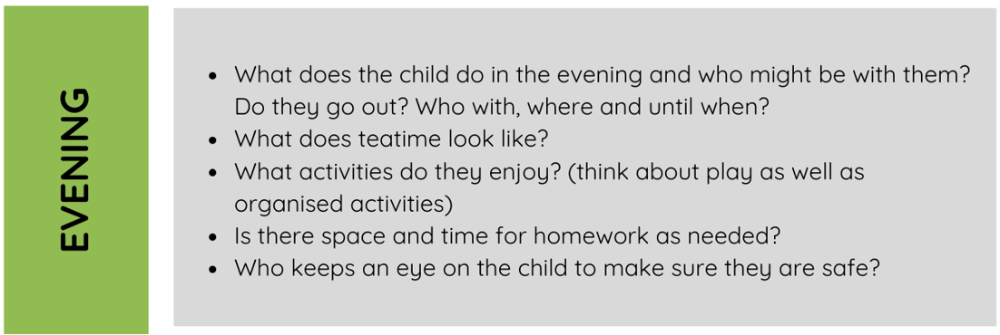 EVENING
• What does the child do in the evening and who might be with them?
Do they go out? Who with, where and until when?
• What does teatime look like?
• What activities do they enjoy? (think about play as well as
organised activities)
• Is there space and time for homework as needed?
• Who keeps an eye on the child to make sure they are safe?